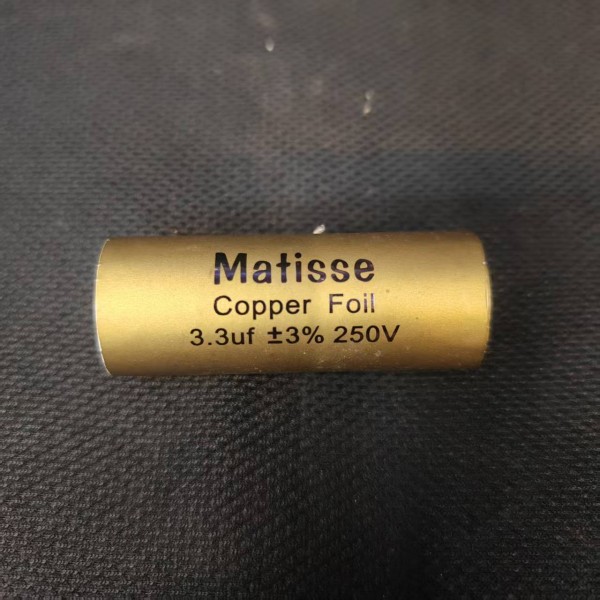 Matisse
Copper Foil
3.3uf ±3% 250V